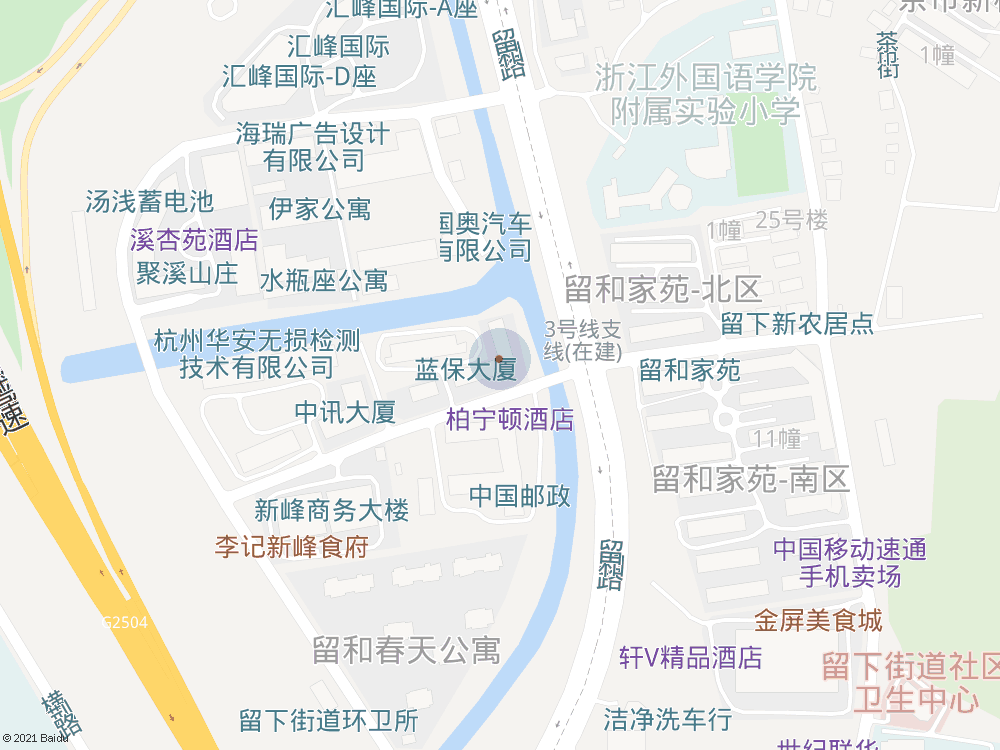 汇峰国际-A座
汇峰国际
汇峰国际-D座
留和路
茶市街
1幢
浙江外国语学院
附属实验小学
海瑞广告设计
有限公司
汤浅蓄电池
伊家公寓
溪杏苑酒店
聚溪山庄
水瓶座公寓
国奥汽车
有限公司
1幢
25号楼
留和家苑-北区
3号线支
线(在建)
留下新农居点
杭州华安无损检测
技术有限公司
蓝保大厦
留和家苑
中讯大厦
柏宁顿酒店
11幢
留和家苑-南区
中国邮政
新峰商务大楼
李记新峰食府
留和路
中国移动速通
手机卖场
G2504
金屏美食城
留和春天公寓
轩V精品酒店
留下街道社区
卫生中心
留下街道环卫所
洁净洗车行
世纪联华
© 2021 Baidu